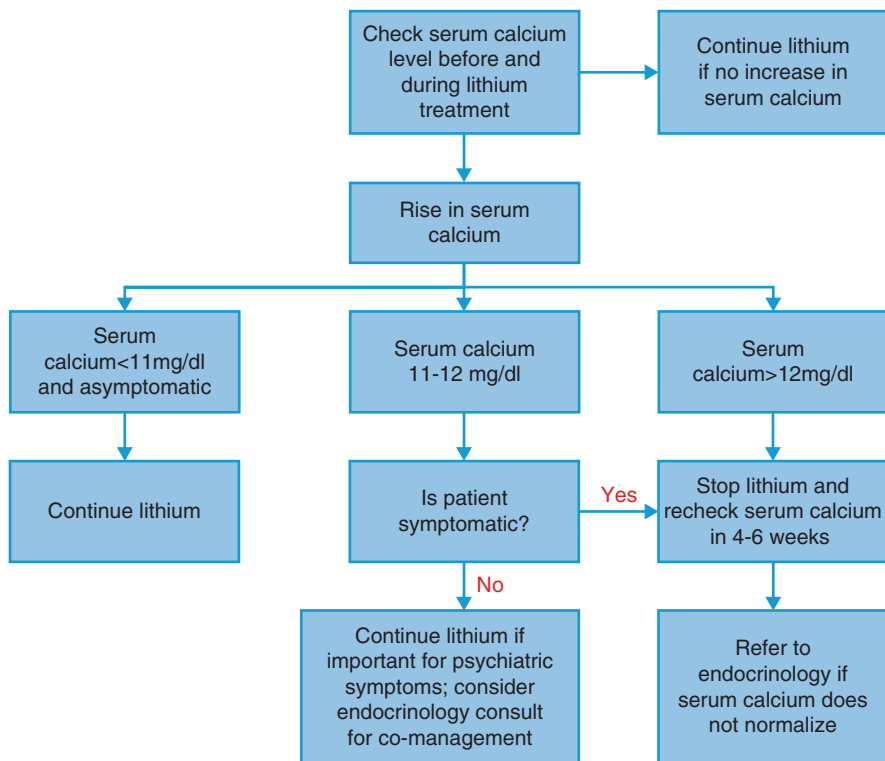 Check serum calcium
level before and
during lithium
treatment
Continue lithium
if no increase in
serum calcium
Rise in serum
calcium
Serum
calcium<11mg/dl
and asymptomatic
Serum calcium
11-12 mg/dl
Serum
calcium>12mg/dl
Continue lithium
Is patient
symptomatic?
Yes
Stop lithium and
recheck serum calcium
in 4-6 weeks
No
Continue lithium if
important for psychiatric
symptoms; consider
endocrinology consult
for co-management
Refer to
endocrinology if
serum calcium does
not normalize